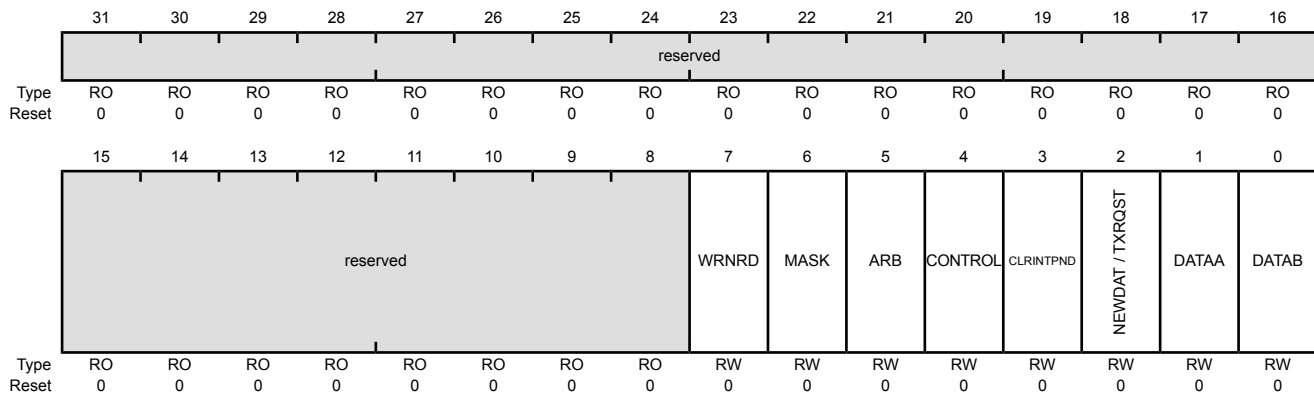 31 30 29 28 27 26 25 24 23 22 21 20 19 18 17 16
reserved
Type RO RO RO RO RO RO RO RO RO RO RO RO RO RO RO RO
Reset 0 0 0 0 0 0 0 0 0 0 0 0 0 0 0 0
15 14 13 12 11 10 9 8 7 6 5 4 3 2 1 0
reserved WRNRD MASK ARB CONTROL CLRINTPND NEWDAT / TXRQST DATAA DATAB
Type RO RO RO RO RO RO RO RO RW RW RW RW RW RW RW RW
Reset 0 0 0 0 0 0 0 0 0 0 0 0 0 0 0 0